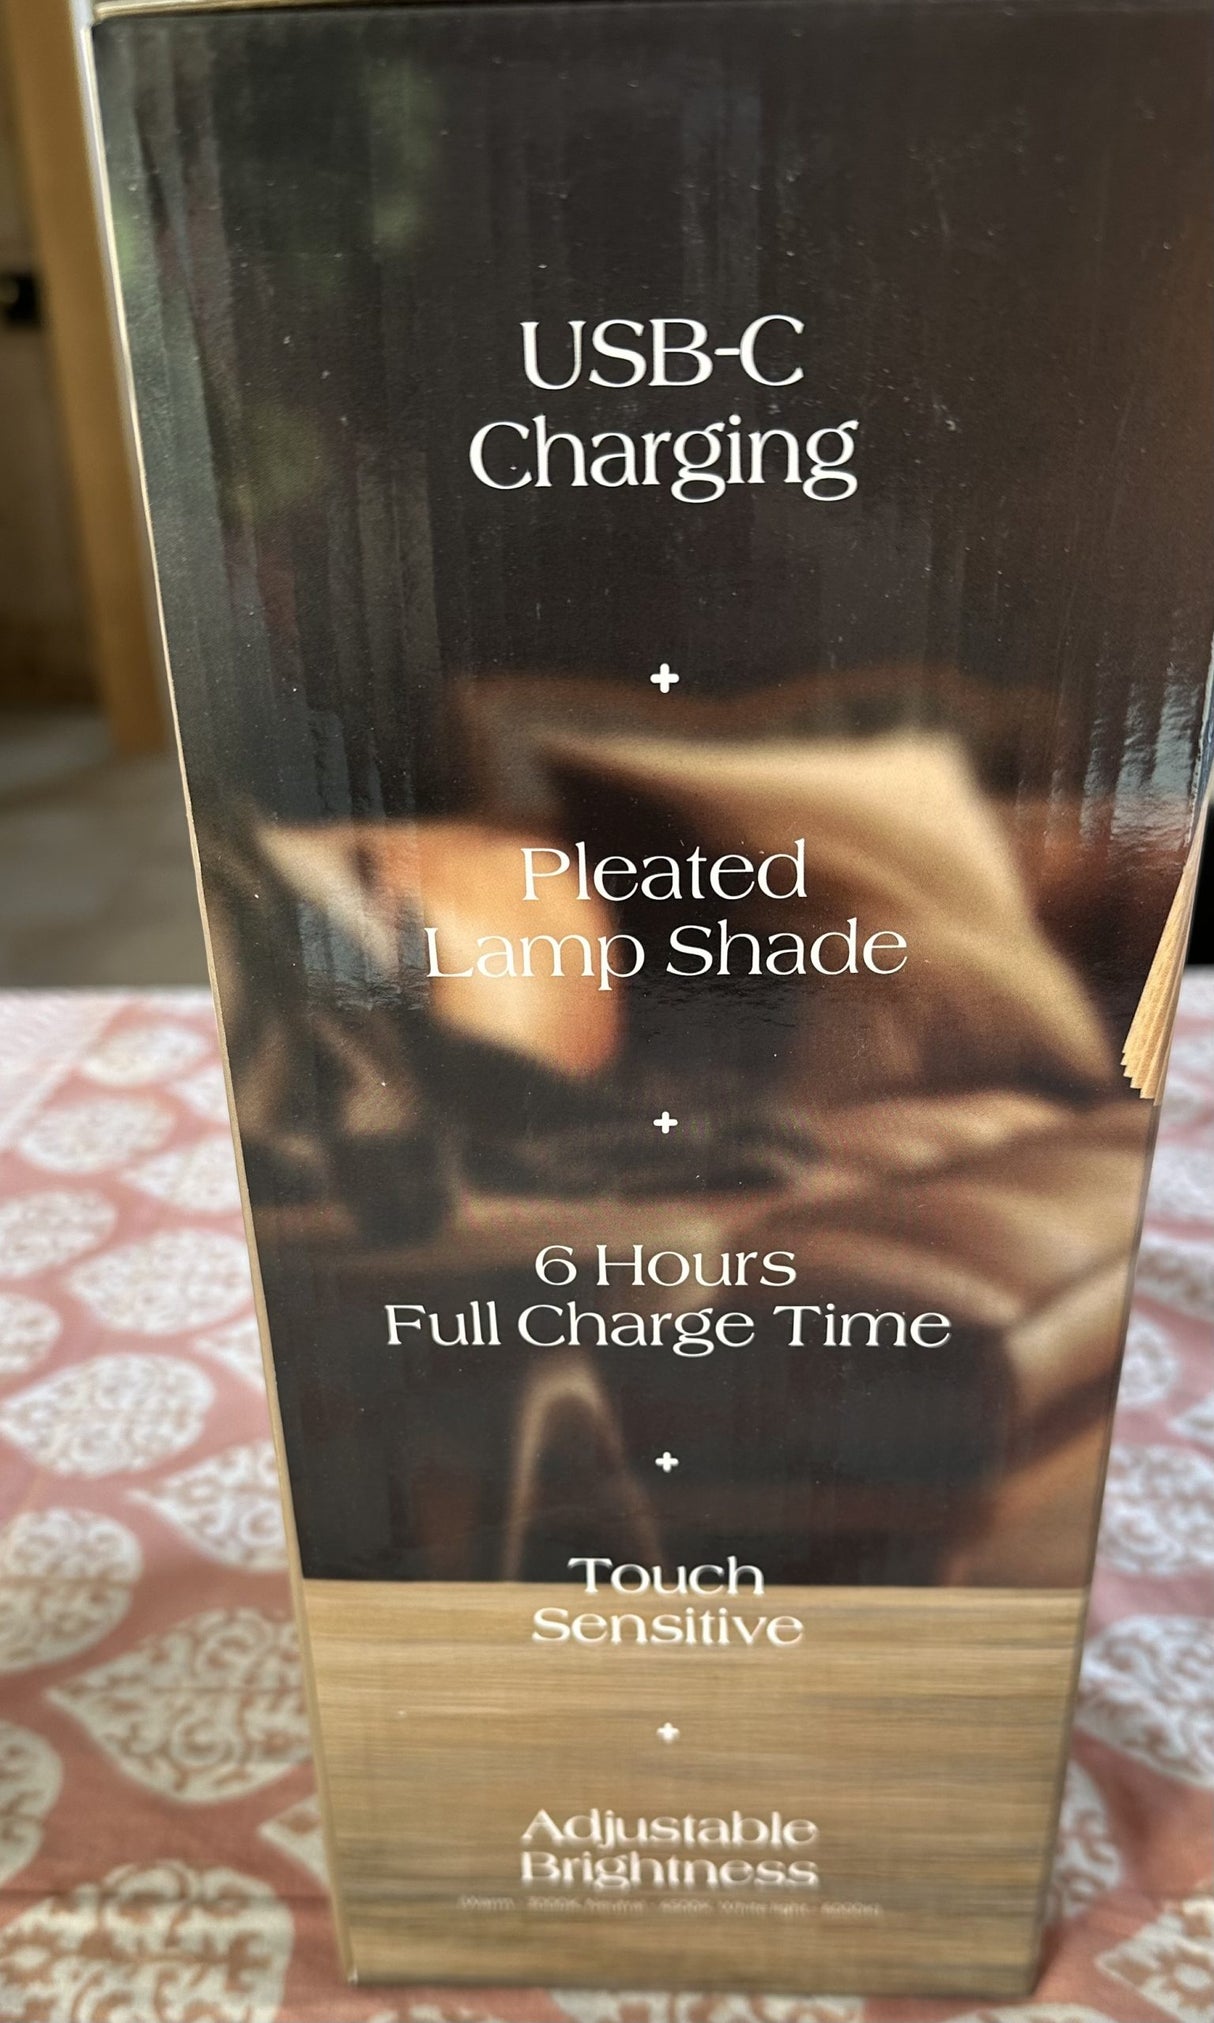 USB-C
Charging
+
Pleated
Lamp Shade
+
6 Hours
Full Charge Time
+
Touch
Sensitive
+
Adjustable
Brightness